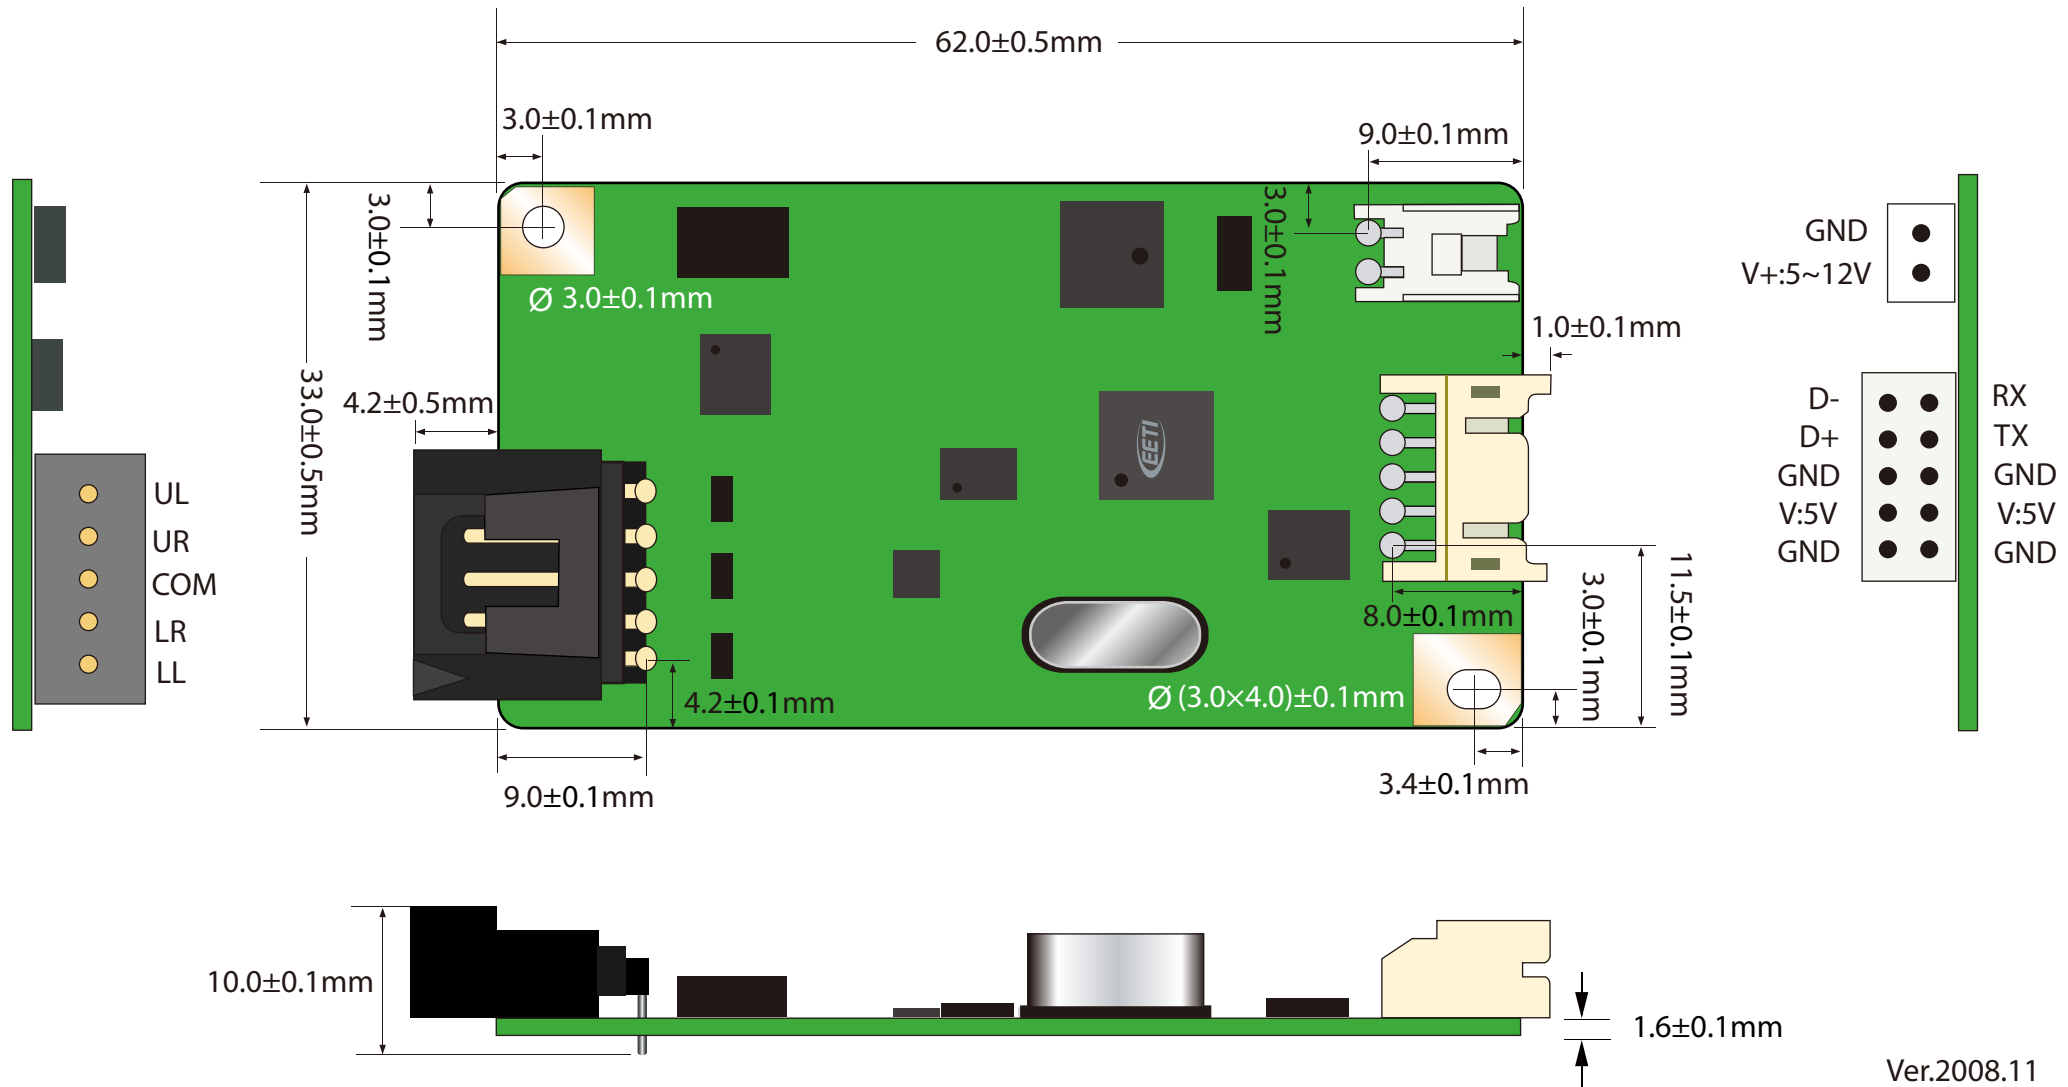 62.0±0.5mm
3.0±0.1mm
9.0±0.1mm
3.0±0.1mm
3.0±0.1mm
Ø 3.0±0.1mm
GND
V+:5~12V
1.0±0.1mm
33.0±0.5mm
4.2±0.5mm
EETI
D-
RX
D+
TX
GND
GND
V:5V
V:5V
GND
GND
UL
UR
COM
LR
LL
8.0±0.1mm
3.0±0.1mm
11.5±0.1mm
4.2±0.1mm
Ø (3.0×4.0)±0.1mm
9.0±0.1mm
3.4±0.1mm
10.0±0.1mm
1.6±0.1mm
Ver.2008.11